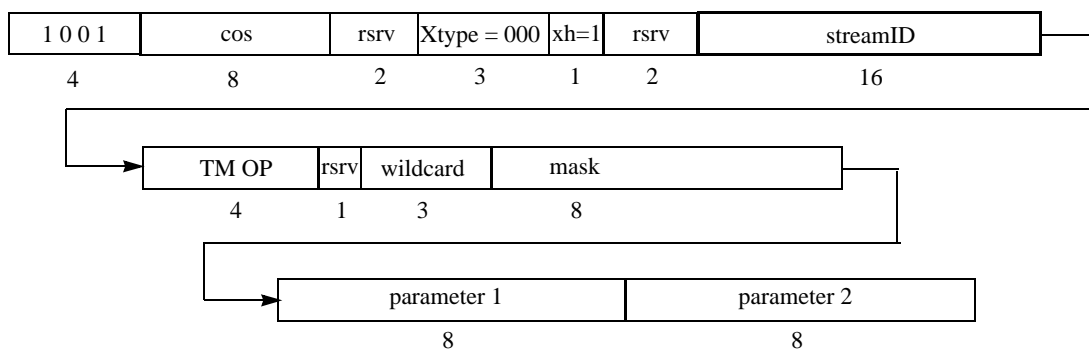 1 0 0 1 cos rsrv Xtype = 000 xh=1 rsrv streamID
4 8 2 3 1 2 16
TM OP rsrv wildcard mask
4 1 3 8
parameter 1 parameter 2
8 8